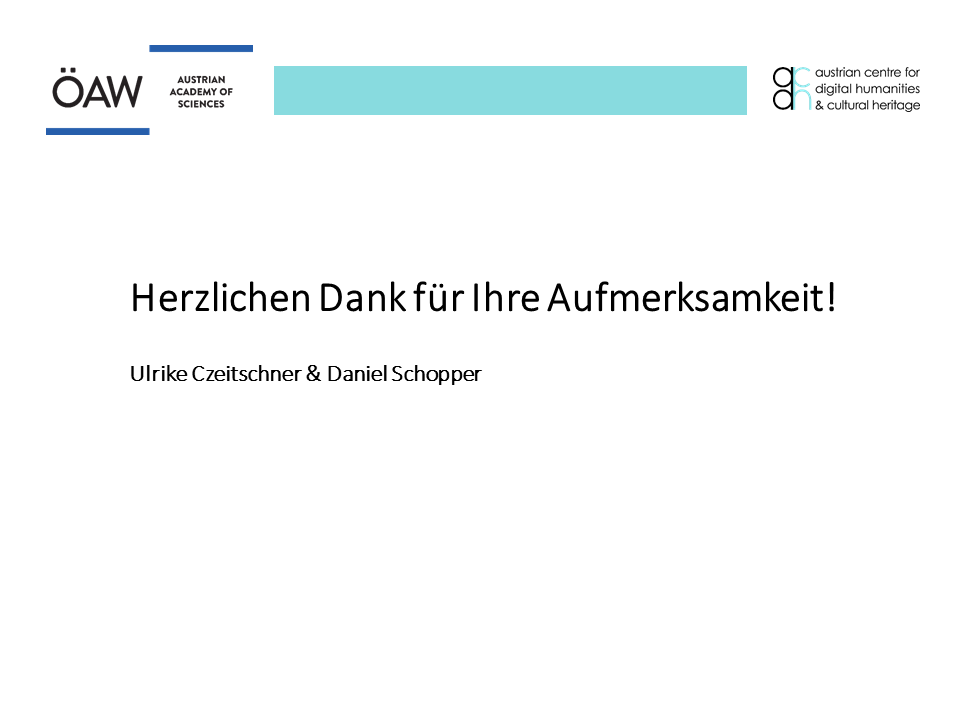 ÖAW
AUSTRIAN
ACADEMY OF
SCIENCES
acdh
austrian centre for
digital humanities
& cultural heritage
Herzlichen Dank für Ihre Aufmerksamkeit!
Ulrike Czeitschner & Daniel Schopper